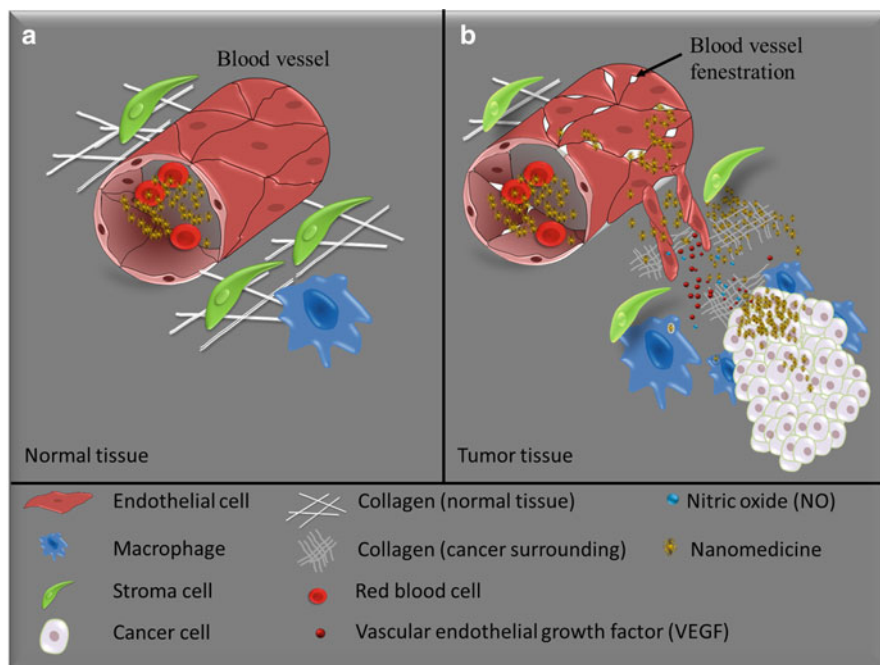 a
Blood vessel
Normal tissue
b
Blood vessel
fenestration
Tumor tissue
Endothelial cell
Collagen (normal tissue)
Nitric oxide (NO)
Macrophage
Collagen (cancer surrounding)
Nanomedicine
Stroma cell
Red blood cell
Cancer cell
Vascular endothelial growth factor (VEGF)